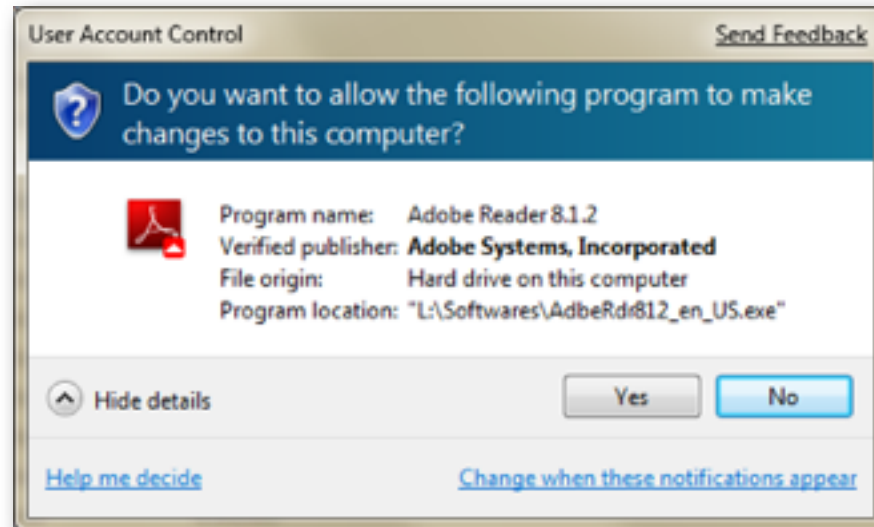 User Account Control Send Feedback
Do you want to allow the following program to make
changes to this computer?
Program name: Adobe Reader 8.1.2
Verified publisher: Adobe Systems, Incorporated
File origin: Hard drive on this computer
Program location: "L:\Softwares\AdbeRdr812_en_US.exe"
Hide details Yes No
Help me decide Change when these notifications appear